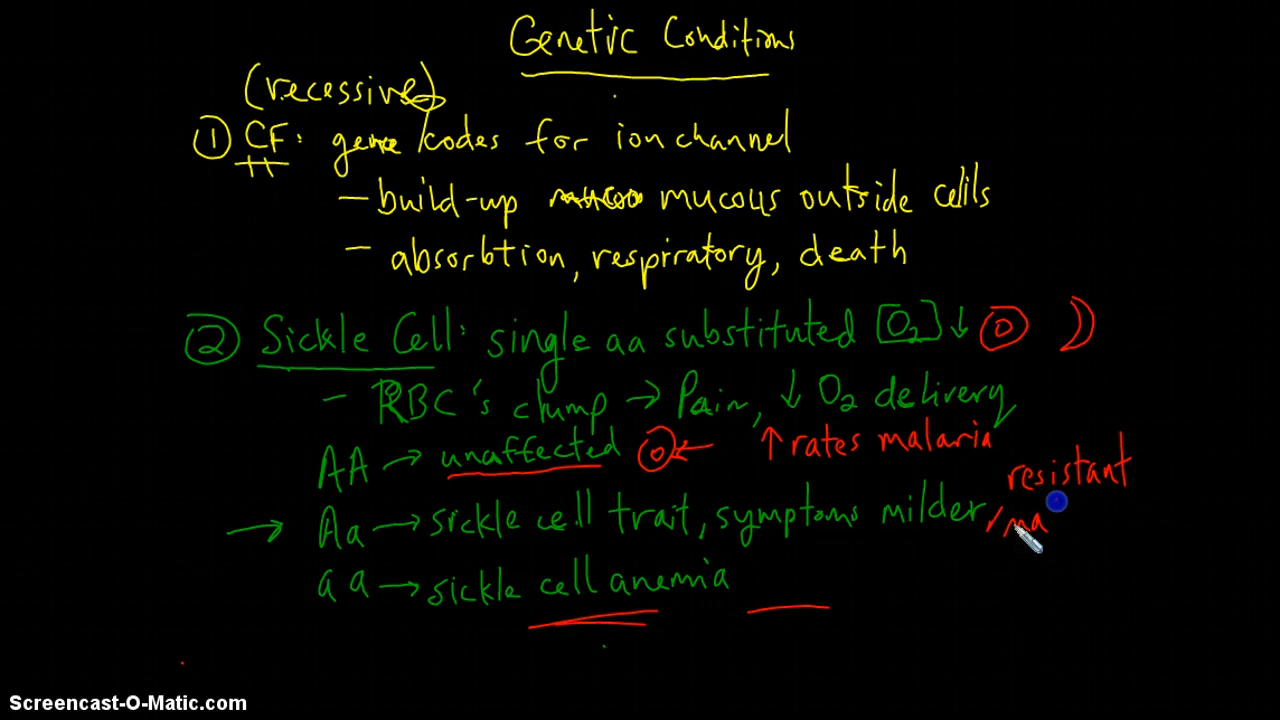 Genetic Conditions
(recessive)
① CF: gene codes for ion channel
- build-up mucous outside cells
- absorbtion, respiratory, death
② Sickle Cell: single aa substituted [O₂]↓
- RBC's clump → Pain, ↓ O₂ delivery
AA → unaffected ← ↑ rates malaria
resistant
→ Aa → sickle cell trait, symptoms milder / ma
aa → sickle cell anemia
Screencast-O-Matic.com